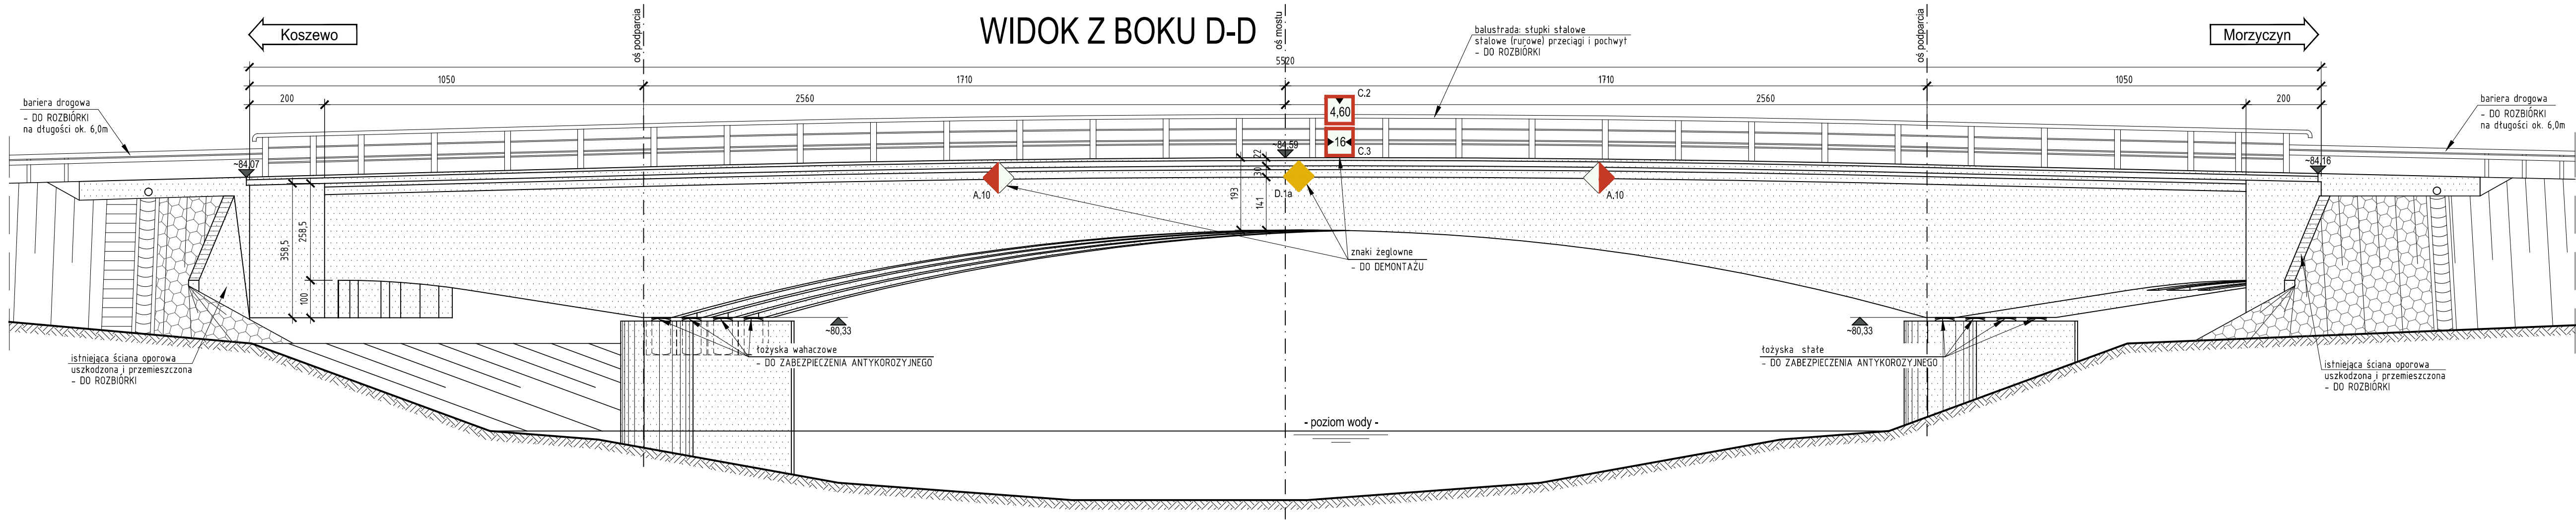 WIDOK Z BOKU D-D
Koszewo
Morzyczyn
oś podparcia
oś mostu
oś podparcia
balustrada: słupki stalowe
stalowe (rurowe) przeciągi i pochwyt
- DO ROZBIÓRKI
5520
1050
1710
1710
1050
200
2560
2560
200
bariera drogowa
- DO ROZBIÓRKI
na długości ok. 6,0m
bariera drogowa
- DO ROZBIÓRKI
na długości ok. 6,0m
C.2
4,60
16
C.3
~84,07
~84,59
~84,16
22
30
193
141
A.10
D.1a
A.10
358,5
258,5
100
znaki żeglowne
- DO DEMONTAŻU
~80,33
~80,33
łożyska wahaczowe
- DO ZABEZPIECZENIA ANTYKOROZYJNEGO
łożyska stałe
- DO ZABEZPIECZENIA ANTYKOROZYJNEGO
istniejąca ściana oporowa
uszkodzona i przemieszczona
- DO ROZBIÓRKI
istniejąca ściana oporowa
uszkodzona i przemieszczona
- DO ROZBIÓRKI
- poziom wody -